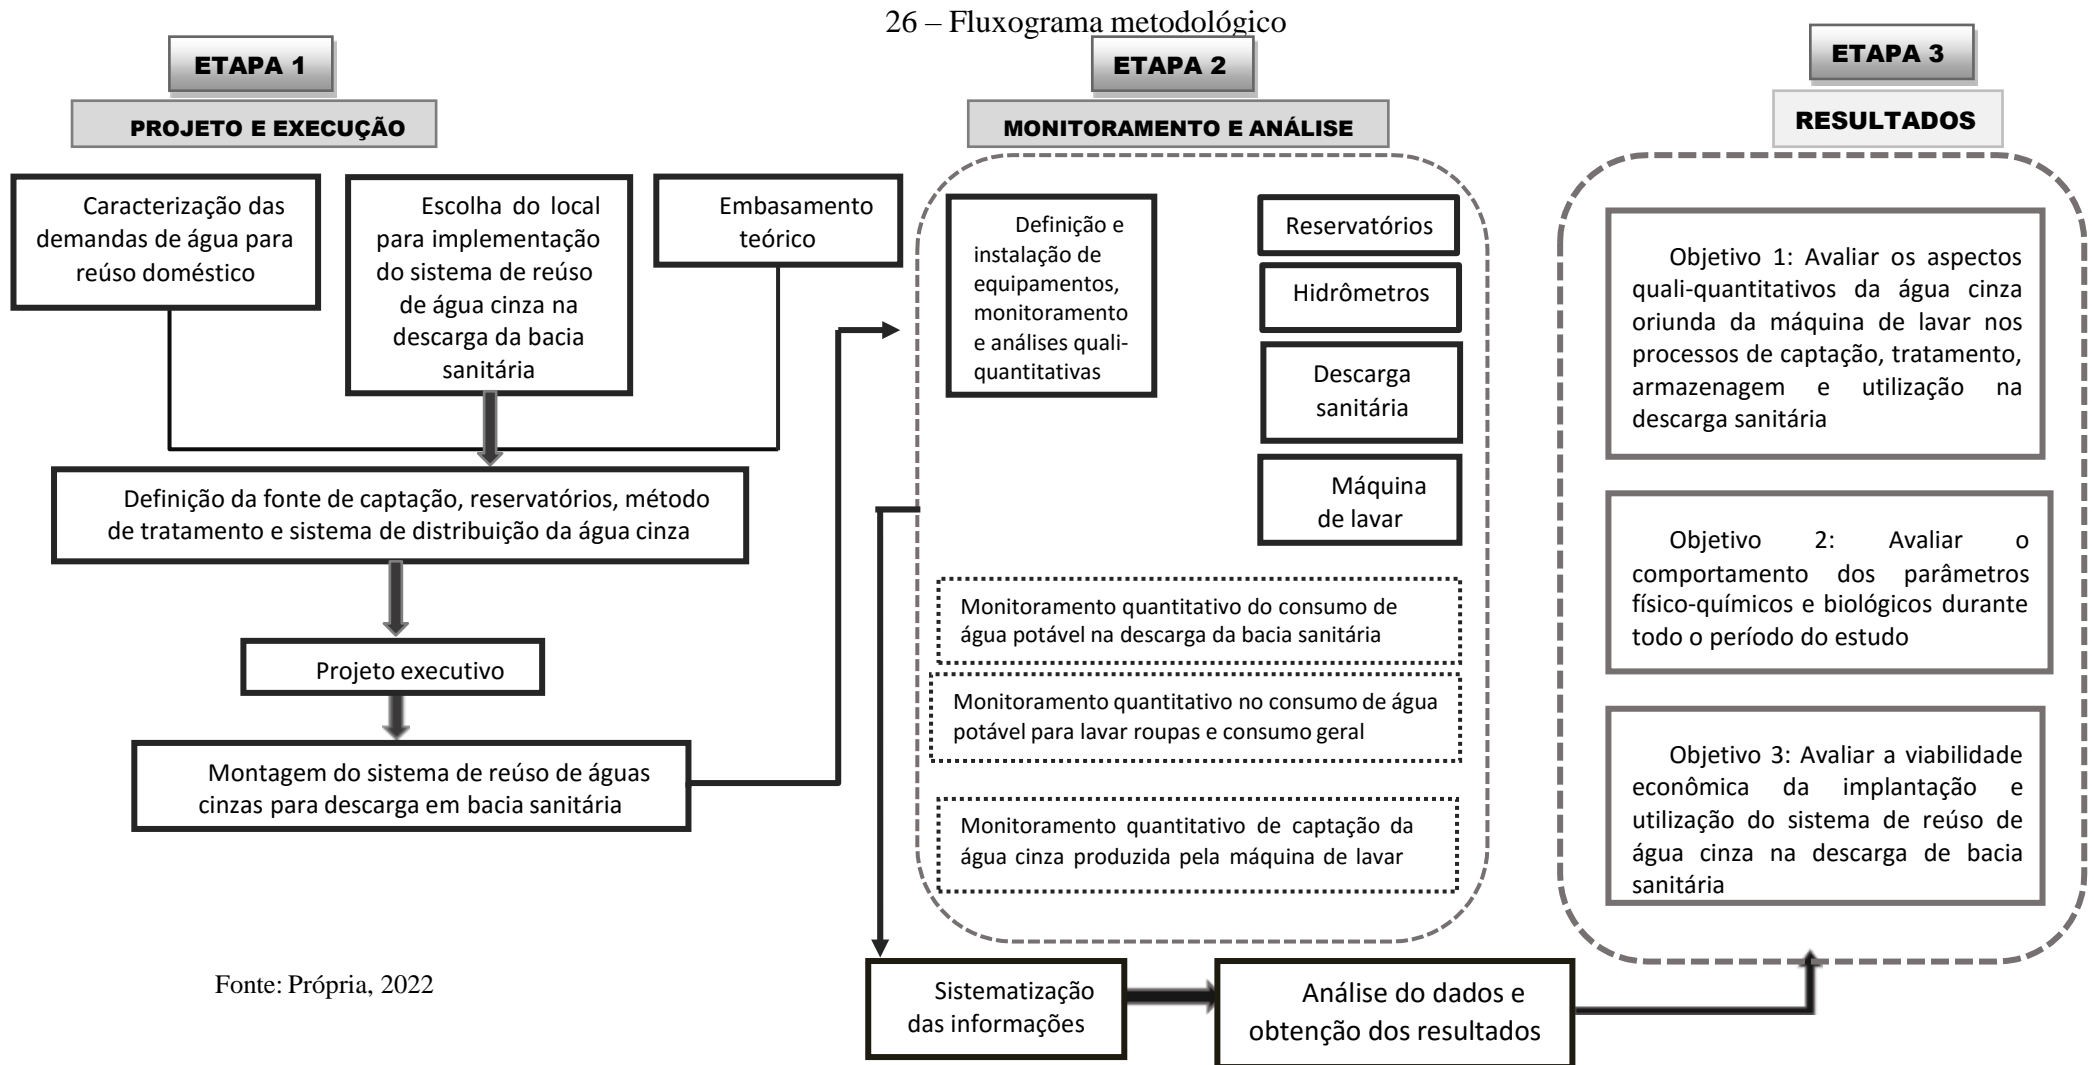 26 – Fluxograma metodológico
ETAPA 1
PROJETO E EXECUÇÃO
Caracterização das
demandas de água para
reúso doméstico
Escolha do local
para implementação
do sistema de reúso
de água cinza na
descarga da bacia
sanitária
Embasamento
teórico
Definição da fonte de captação, reservatórios, método
de tratamento e sistema de distribuição da água cinza
Projeto executivo
Montagem do sistema de reúso de águas
cinzas para descarga em bacia sanitária
ETAPA 2
MONITORAMENTO E ANÁLISE
Definição e
instalação de
equipamentos,
monitoramento
e análises quali-
quantitativas
Reservatórios
Hidrômetros
Descarga
sanitária
Máquina
de lavar
Monitoramento quantitativo do consumo de
água potável na descarga da bacia sanitária
Monitoramento quantitativo no consumo de água
potável para lavar roupas e consumo geral
Monitoramento quantitativo de captação da
água cinza produzida pela máquina de lavar
Sistematização
das informações
Análise do dados e
obtenção dos resultados
ETAPA 3
RESULTADOS
Objetivo 1: Avaliar os aspectos
quali-quantitativos da água cinza
oriunda da máquina de lavar nos
processos de captação, tratamento,
armazenagem e utilização na
descarga sanitária
Objetivo 2: Avaliar o
comportamento dos parâmetros
físico-químicos e biológicos durante
todo o período do estudo
Objetivo 3: Avaliar a viabilidade
econômica da implantação e
utilização do sistema de reúso de
água cinza na descarga de bacia
sanitária
Fonte: Própria, 2022